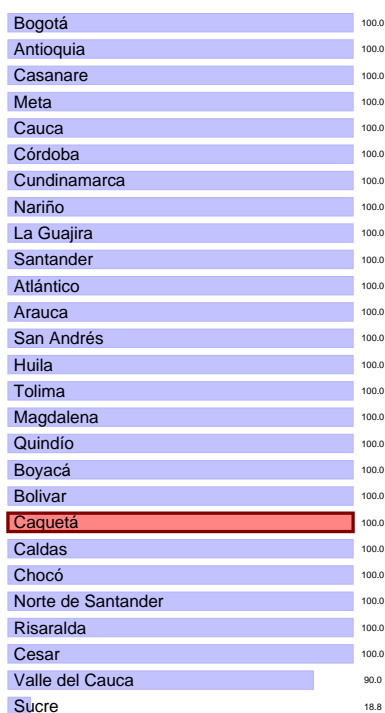 Bogotá 100.0
Antioquia 100.0
Casanare 100.0
Meta 100.0
Cauca 100.0
Córdoba 100.0
Cundinamarca 100.0
Nariño 100.0
La Guajira 100.0
Santander 100.0
Atlántico 100.0
Arauca 100.0
San Andrés 100.0
Huila 100.0
Tolima 100.0
Magdalena 100.0
Quindío 100.0
Boyacá 100.0
Bolivar 100.0
Caquetá 100.0
Caldas 100.0
Chocó 100.0
Norte de Santander 100.0
Risaralda 100.0
Cesar 100.0
Valle del Cauca 90.0
Sucre 18.8